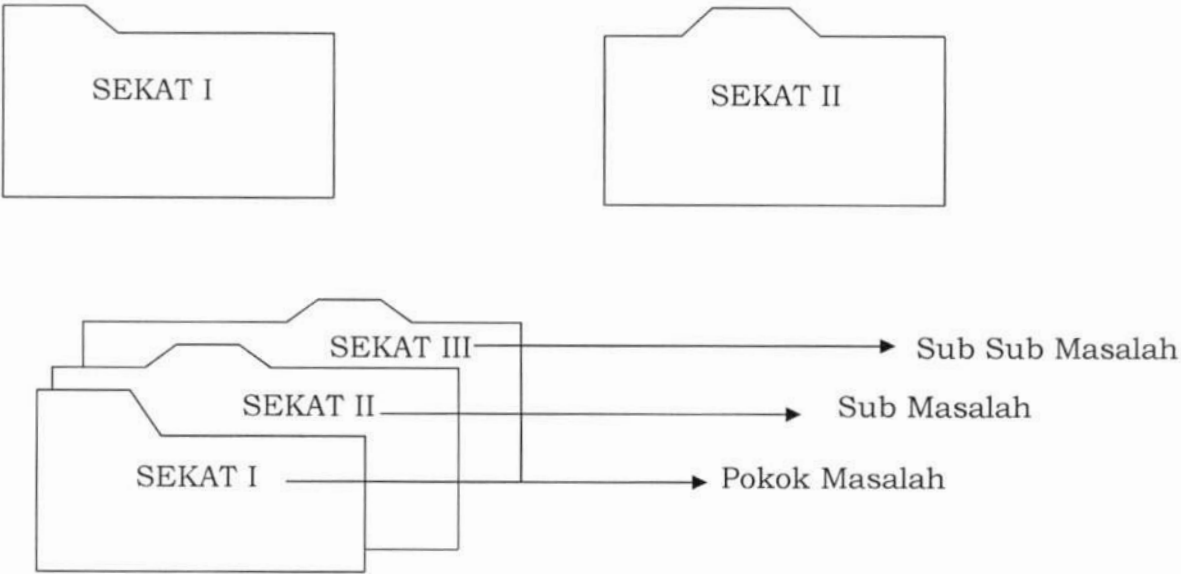 SEKAT I
SEKAT II
SEKAT III
Sub Sub Masalah
SEKAT II
Sub Masalah
SEKAT I
Pokok Masalah